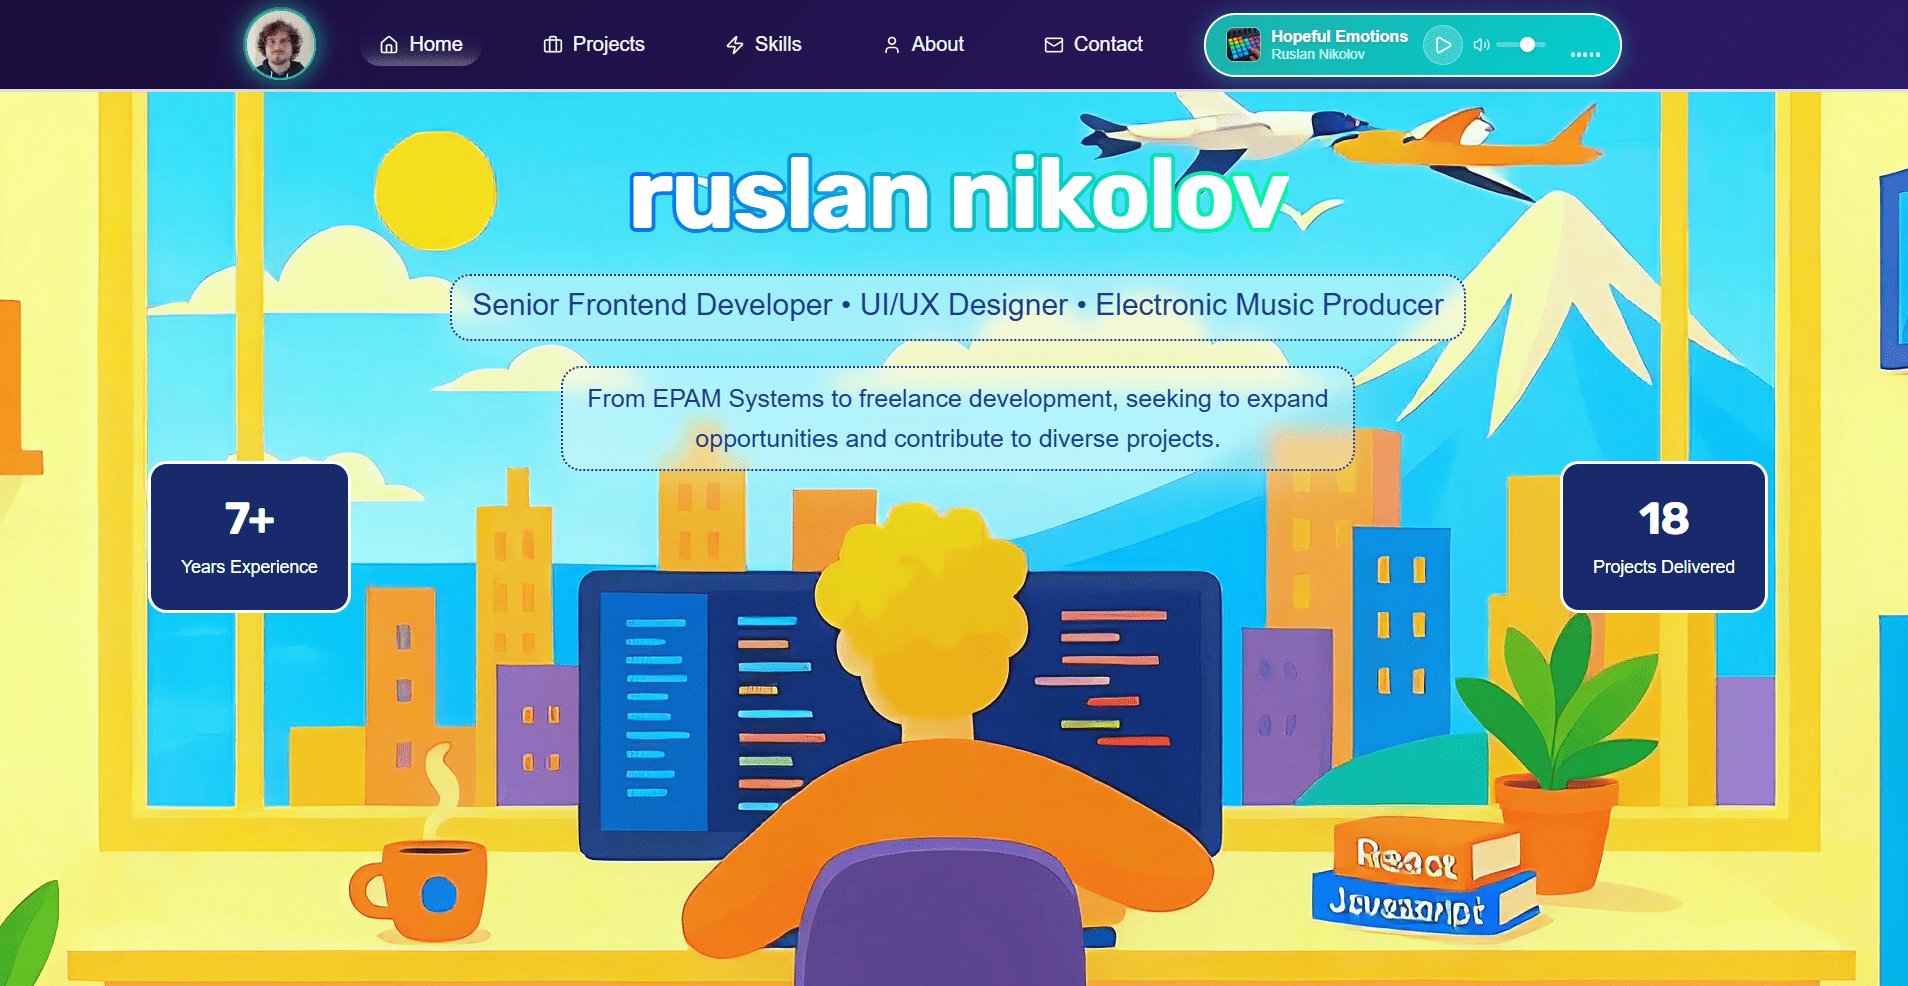 Home
Projects
Skills
About
Contact
Hopeful Emotions
Ruslan Nikolov
ruslan nikolov
Senior Frontend Developer • UI/UX Designer • Electronic Music Producer
From EPAM Systems to freelance development, seeking to expand
opportunities and contribute to diverse projects.
7+
Years Experience
18
Projects Delivered
React